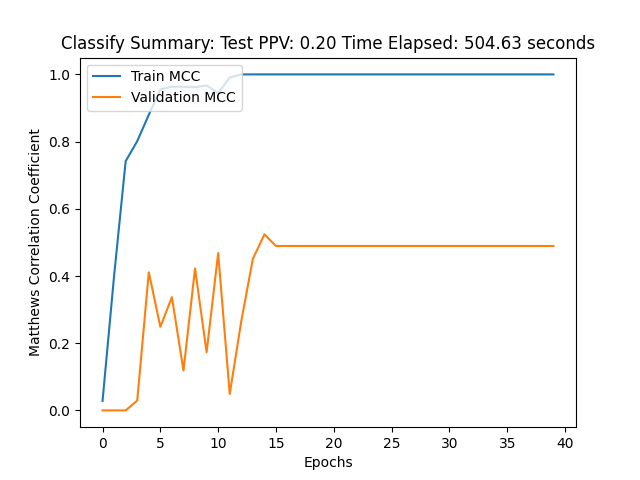 Classify Summary: Test PPV: 0.20 Time Elapsed: 504.63 seconds
Train MCC
Validation MCC
Matthews Correlation Coefficient
1.0
0.8
0.6
0.4
0.2
0.0
0 5 10 15 20 25 30 35 40
Epochs